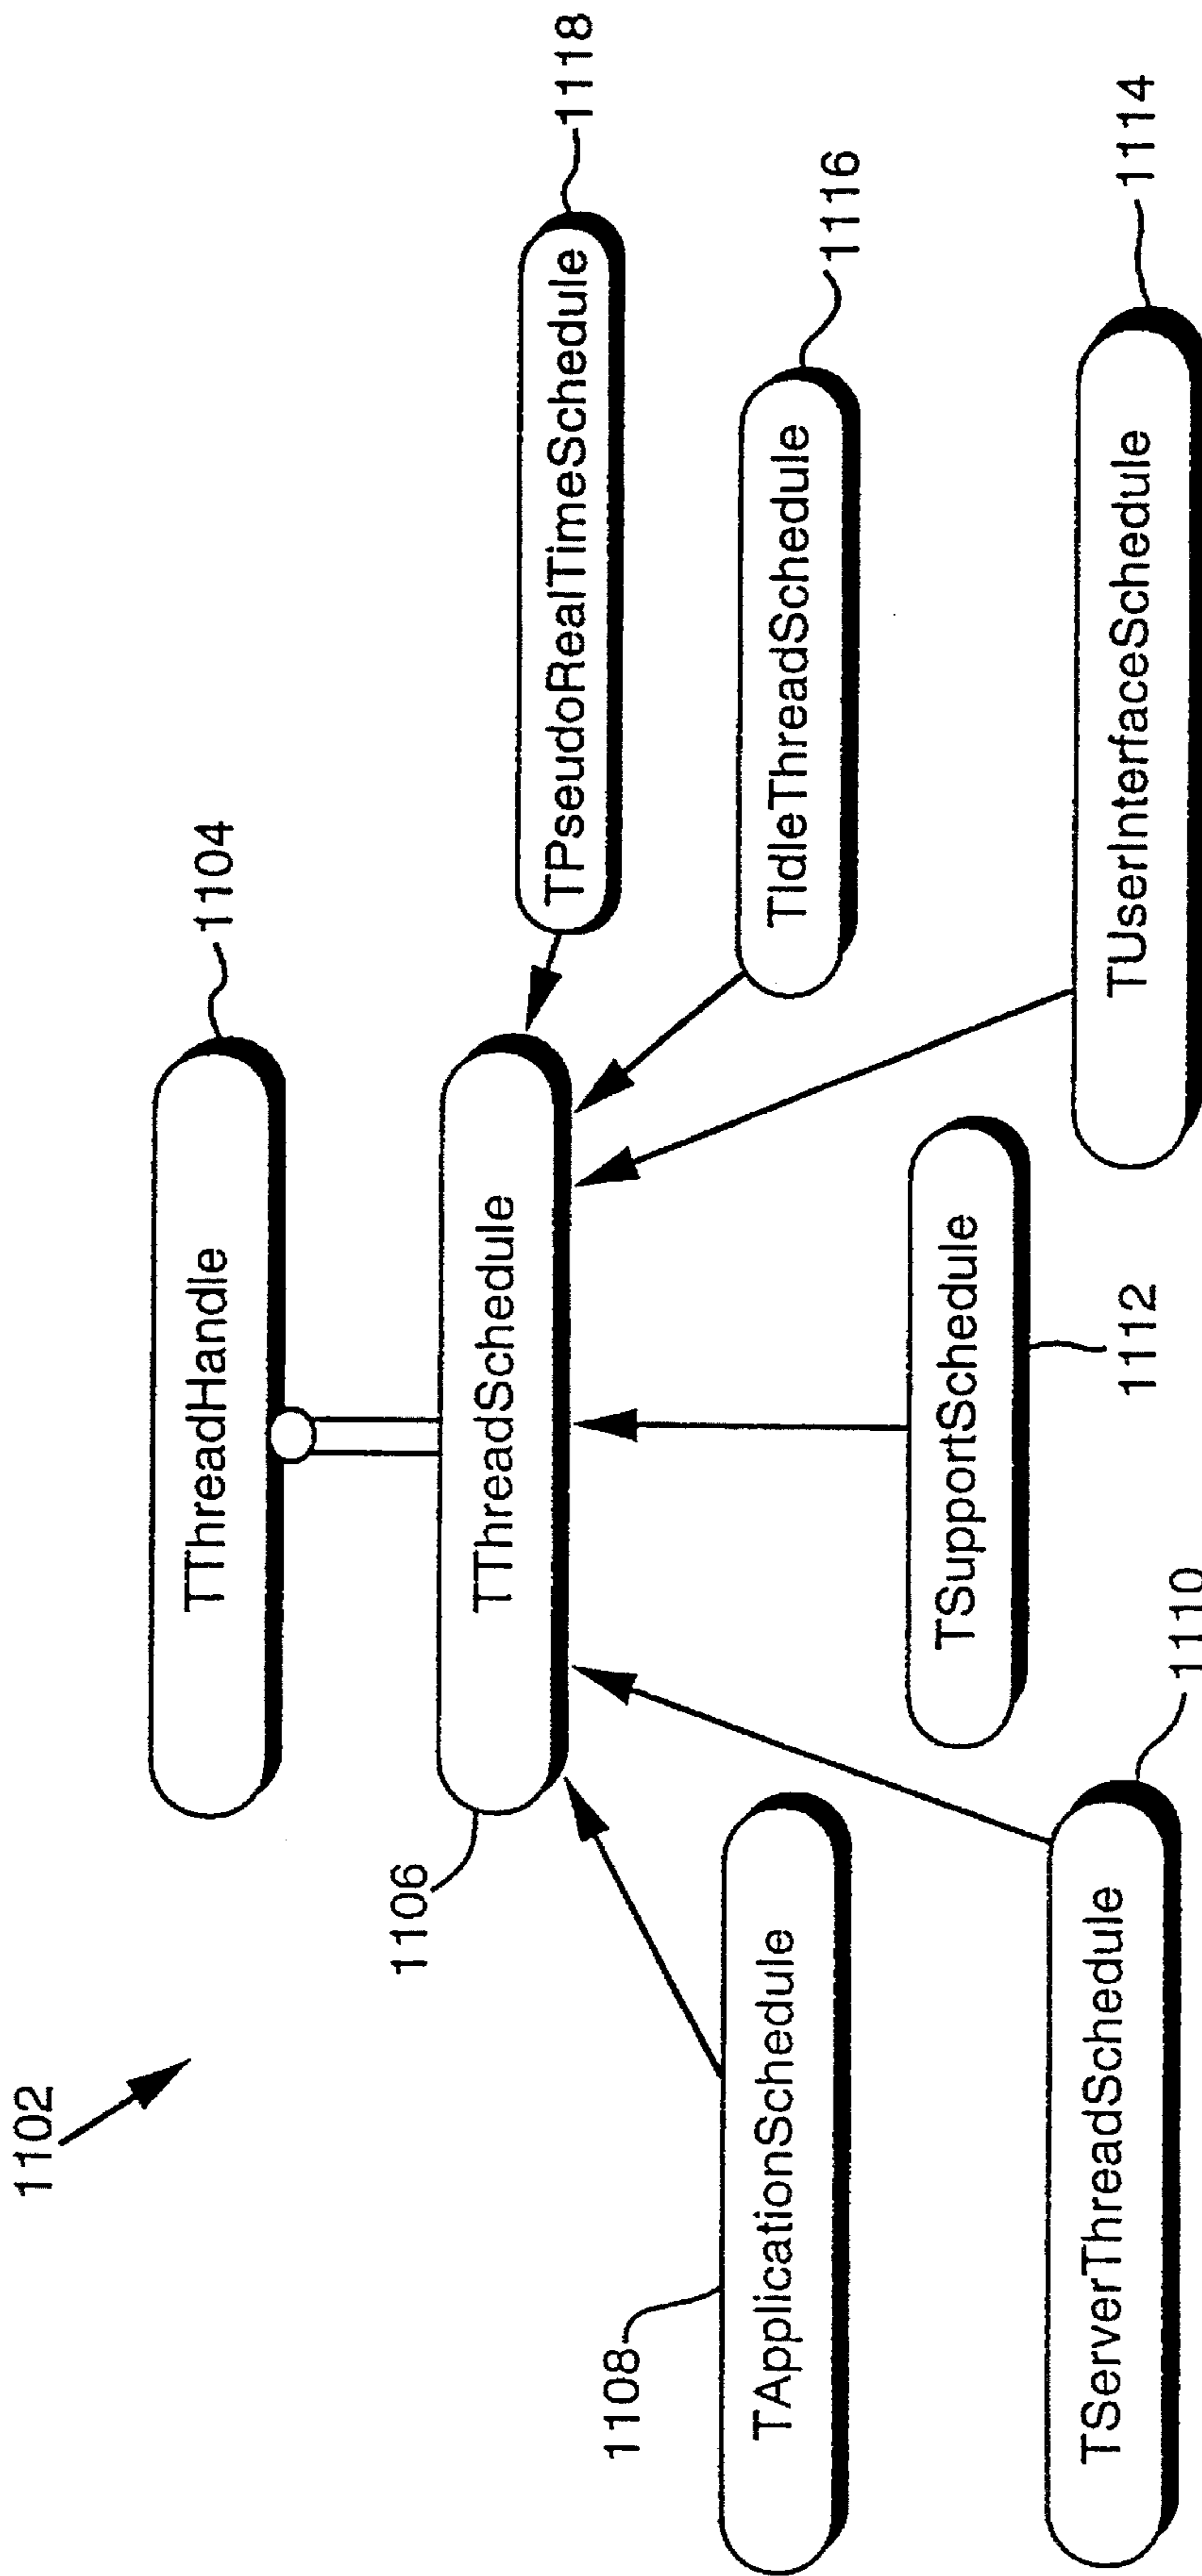 1102
1104
TThreadHandle
1106
TThreadSchedule
1118
TPseudoRealTimeSchedule
1108
TApplicationSchedule
1116
TIdleThreadSchedule
TSupportSchedule
1112
1110
TServerThreadSchedule
1114
TUserInterfaceSchedule